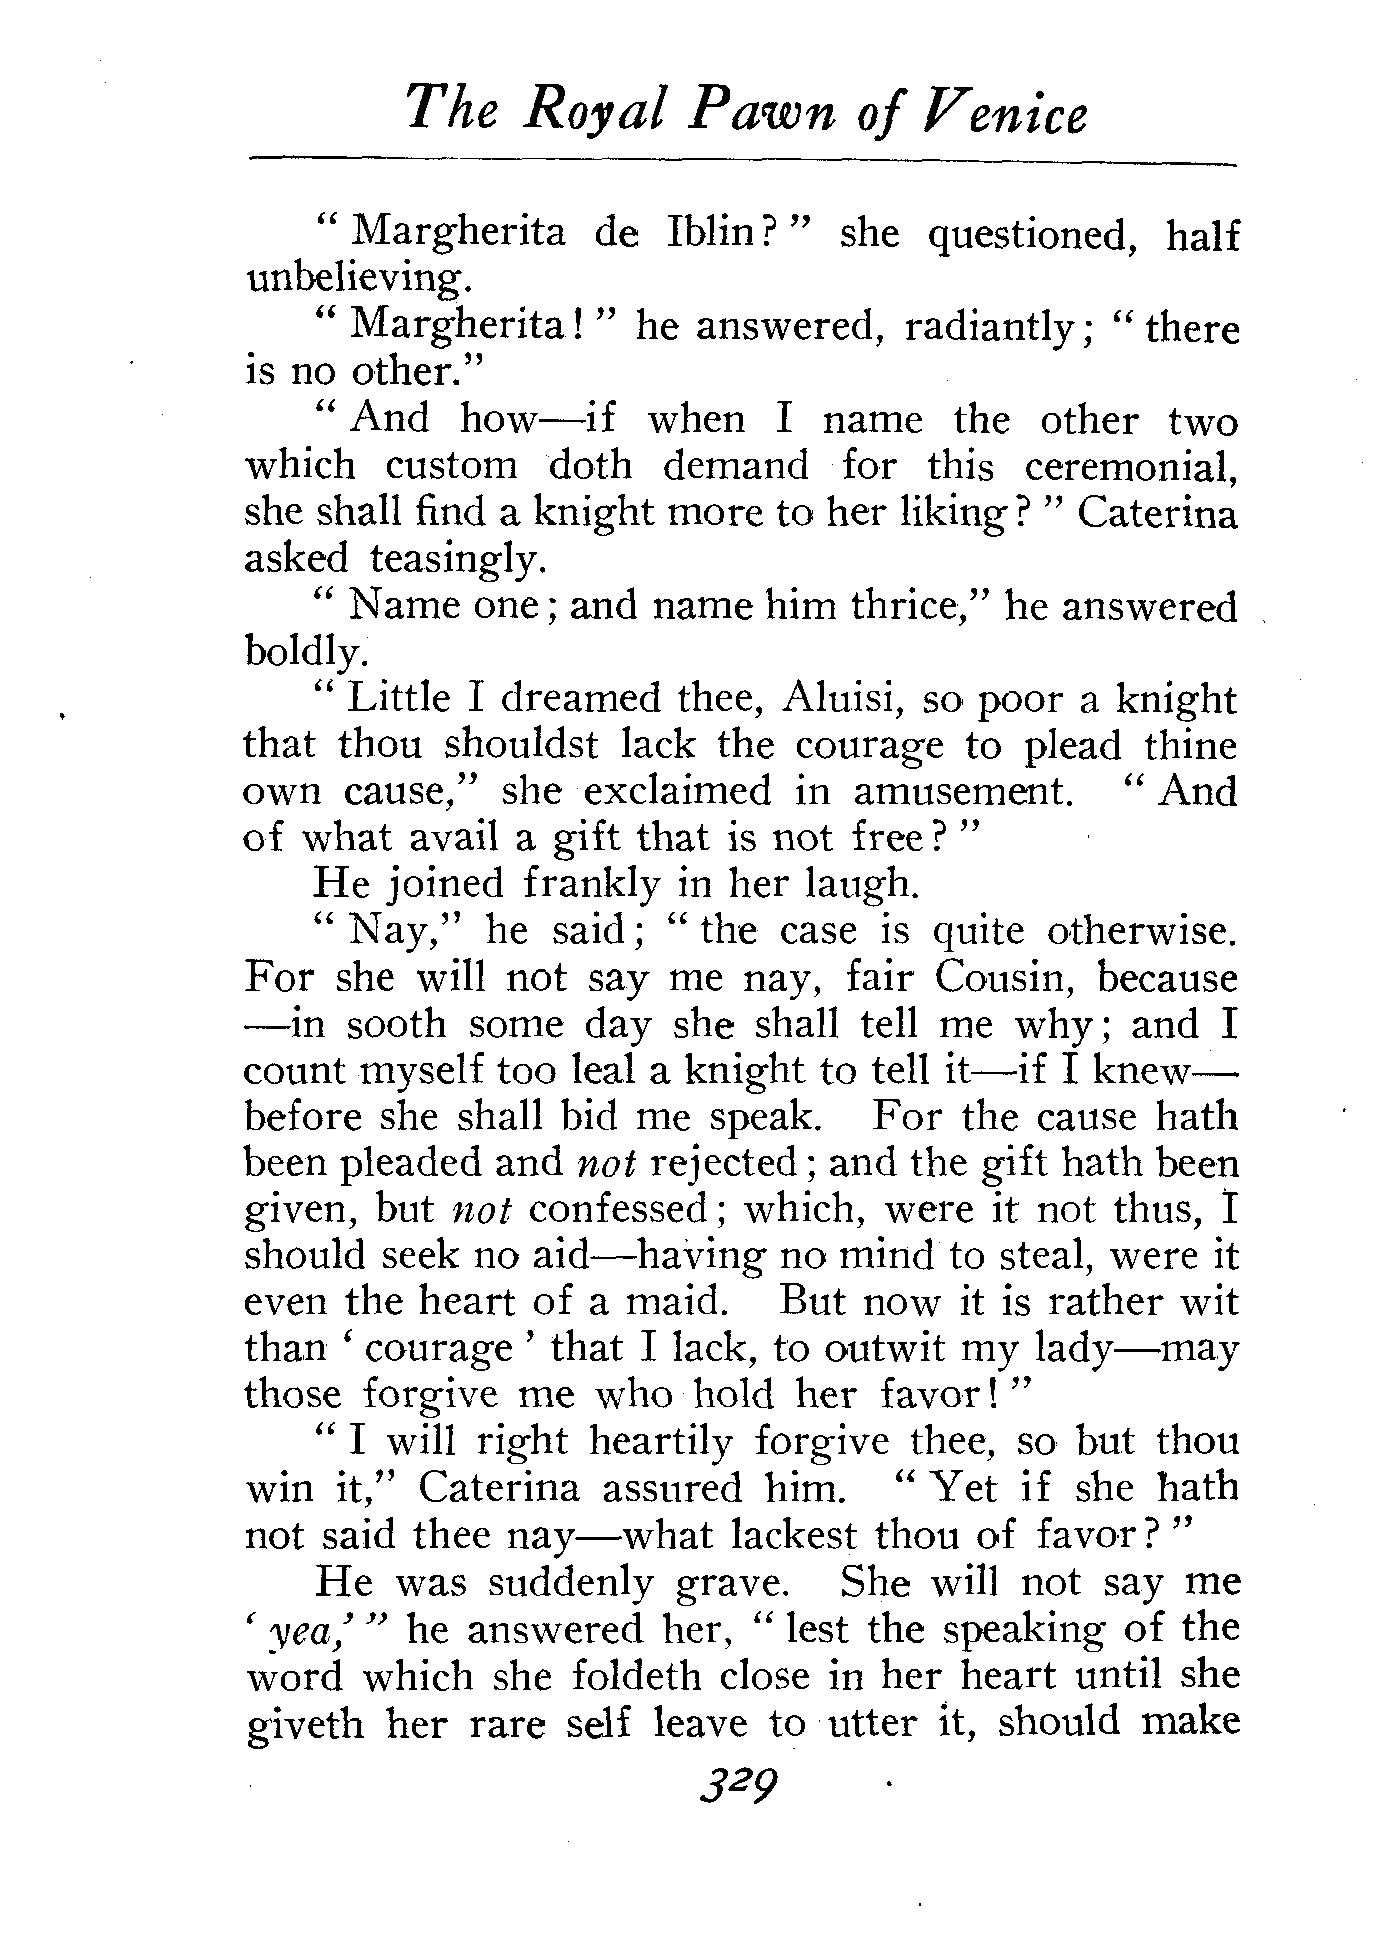 The Royal Pawn of Venice
“ Margherita de Iblin? ” she questioned, half
unbelieving.
“ Margherita! ” he answered, radiantly; “ there
is no other.”
“ And how—if when I name the other two
which custom doth demand for this ceremonial,
she shall find a knight more to her liking? ” Caterina
asked teasingly.
“ Name one; and name him thrice,” he answered
boldly.
“ Little I dreamed thee, Aluisi, so poor a knight
that thou shouldst lack the courage to plead thine
own cause,” she exclaimed in amusement. “ And
of what avail a gift that is not free? ”
He joined frankly in her laugh.
“ Nay,” he said; “ the case is quite otherwise.
For she will not say me nay, fair Cousin, because
—in sooth some day she shall tell me why; and I
count myself too leal a knight to tell it—if I knew—
before she shall bid me speak. For the cause hath
been pleaded and not rejected; and the gift hath been
given, but not confessed; which, were it not thus, I
should seek no aid—having no mind to steal, were it
even the heart of a maid. But now it is rather wit
than ‘ courage ’ that I lack, to outwit my lady—may
those forgive me who hold her favor! ”
“ I will right heartily forgive thee, so but thou
win it,” Caterina assured him. “ Yet if she hath
not said thee nay—what lackest thou of favor? ”
He was suddenly grave. She will not say me
‘ yea,’ ” he answered her, “ lest the speaking of the
word which she foldeth close in her heart until she
giveth her rare self leave to utter it, should make
329